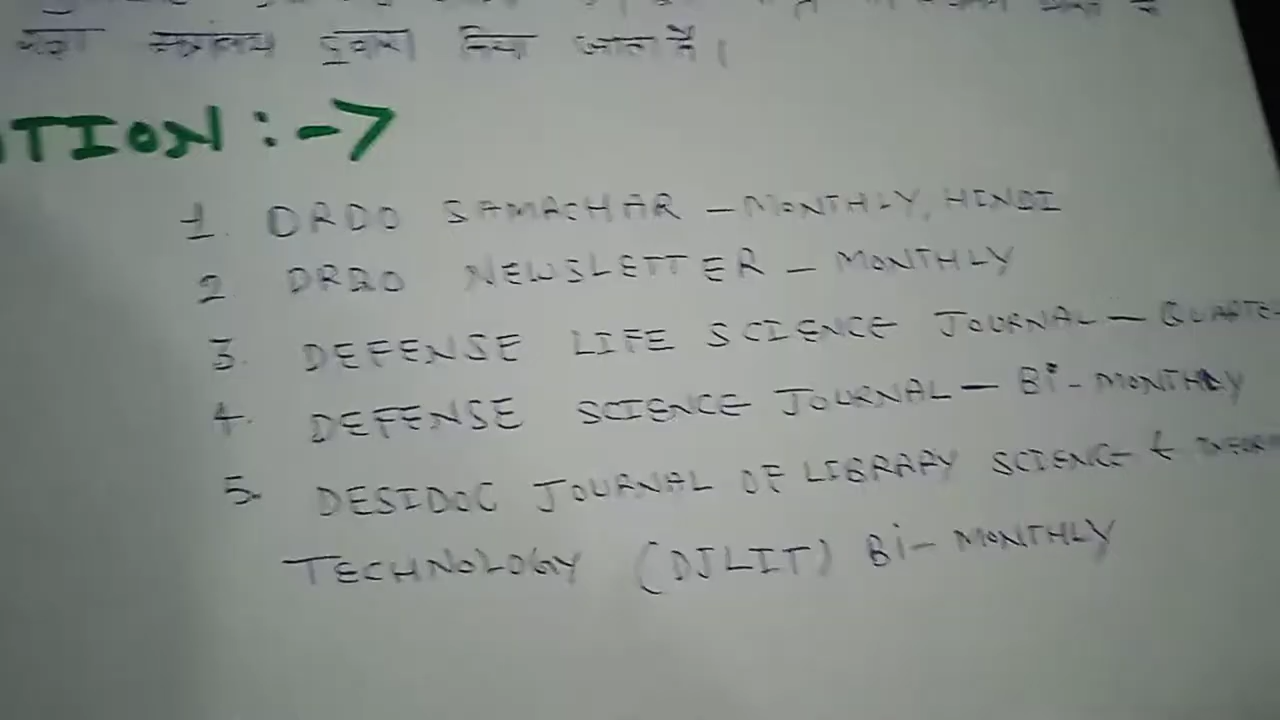 किया जाता है।
TION :->
1. DRDO SAMACHAR - MONTHLY, HINDI
2. DRDO NEWSLETTER - MONTHLY
3. DEFENSE LIFE SCIENCE JOURNAL - QUARTE
4. DEFENSE SCIENCE JOURNAL - Bi-MONTHLY
5. DESIDOC JOURNAL OF LIBRARY SCIENCE &
TECHNOLOGY (DJLIT) Bi-MONTHLY